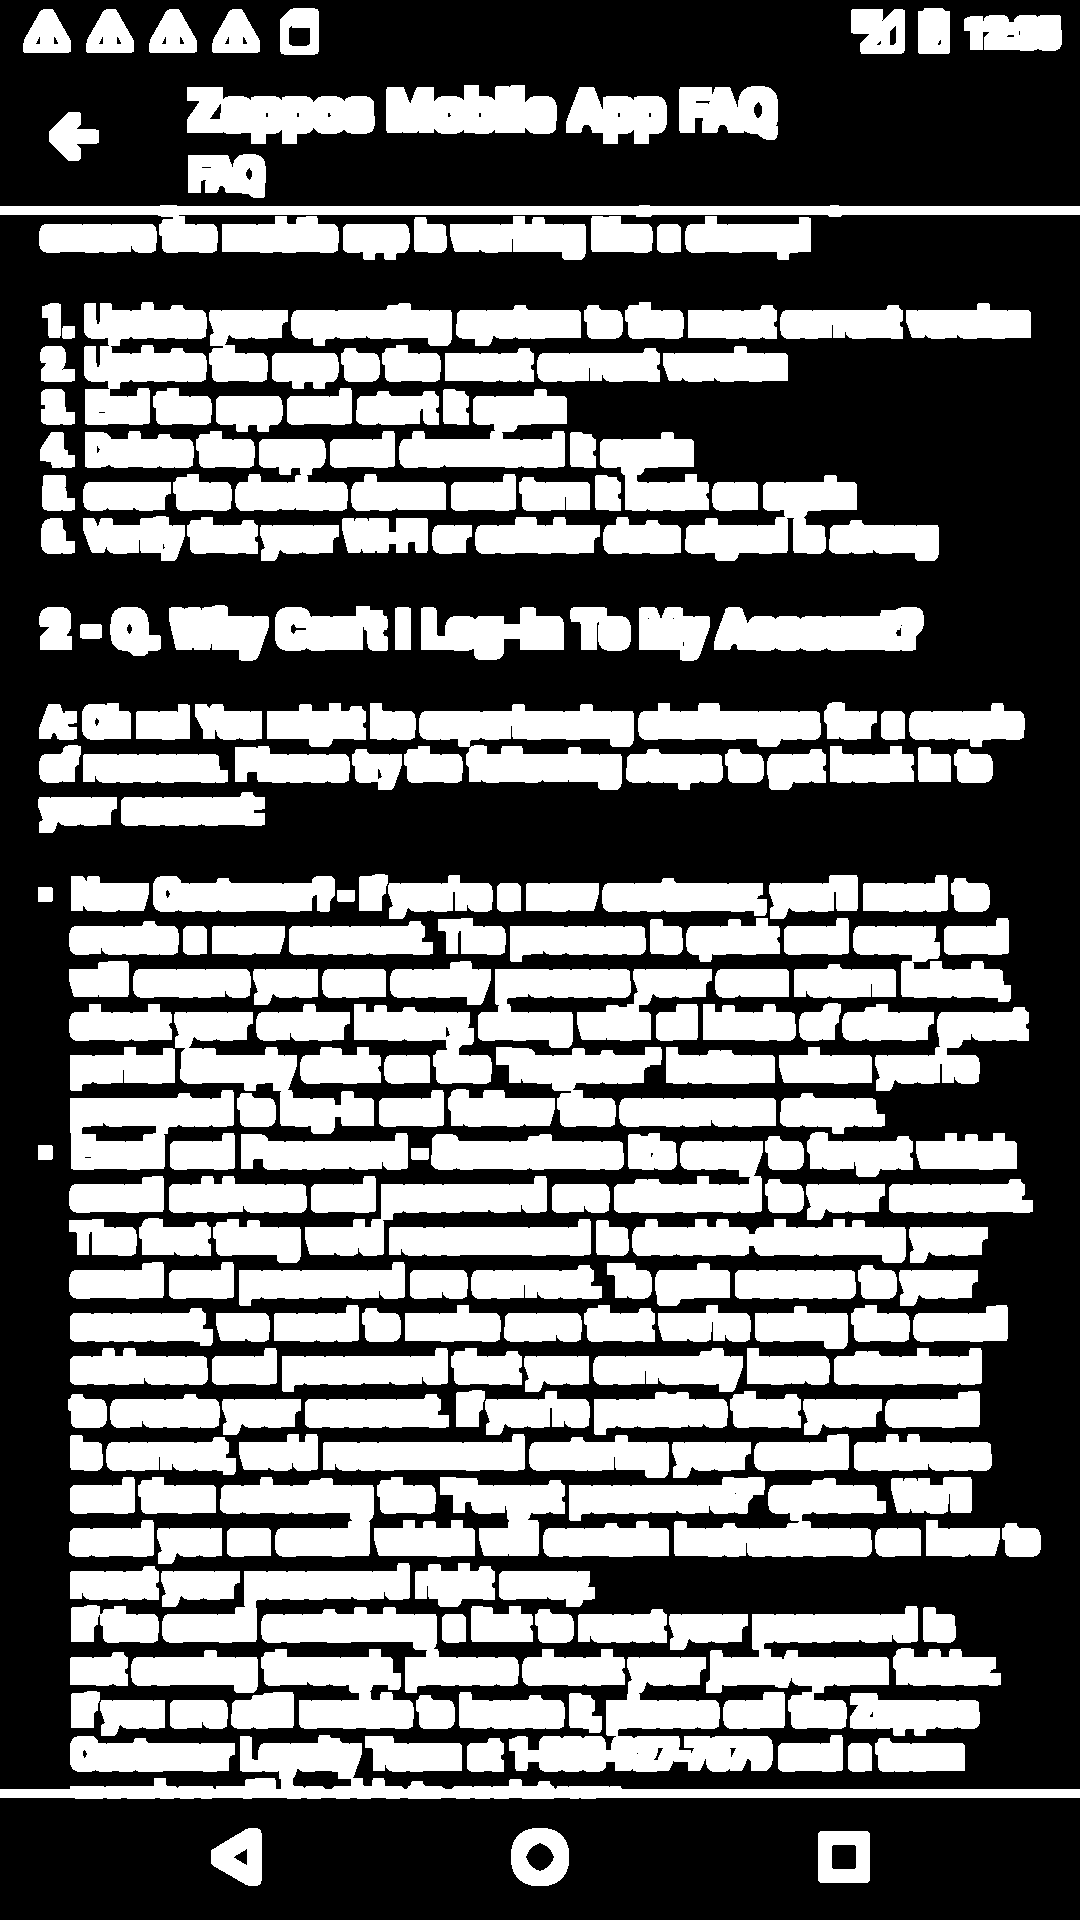 12:35
Zappos Mobile App FAQ
FAQ
ensure the mobile app is working like a champ!
1. Update your operating system to the most current version
2. Update the app to the most current version
3. End the app and start it again
4. Delete the app and download it again
5. the device down and turn it back on again
6. Verify that your Wi-Fi or cellular data signal is strong
2 - Q. Why Can't I Log-In To My Account?
A: Oh no! You might be experiencing challenges for a couple
of reasons. Please try the following steps to get back in to
your account:
New Customer? - If you're a new customer, you'll need to
create a new account. The process is quick and easy, and
will ensure you can easily process your own return labels,
check your order history, along with all kinds of other great
perks! Simply click on the "Register" button when you're
prompted to log-in and follow the onscreen steps.
Email and Password - Sometimes it's easy to forget which
email address and password are attached to your account.
The first thing we'd recommend is double-checking your
email and password are correct. To gain access to your
account, we need to make sure that we're using the email
address and password that you currently have attached
to create your account. If you're positive that your email
is correct, we'd recommend entering your email address
and then selecting the "Forgot password?" option. We'll
send you an email which will contain instructions on how to
reset your password right away.
If the email containing a link to reset your password is
not coming through, please check your junk/spam folder.
If you are still unable to locate it, please call the Zappos
Customer Loyalty Team at 1-888-927-7671 and a team